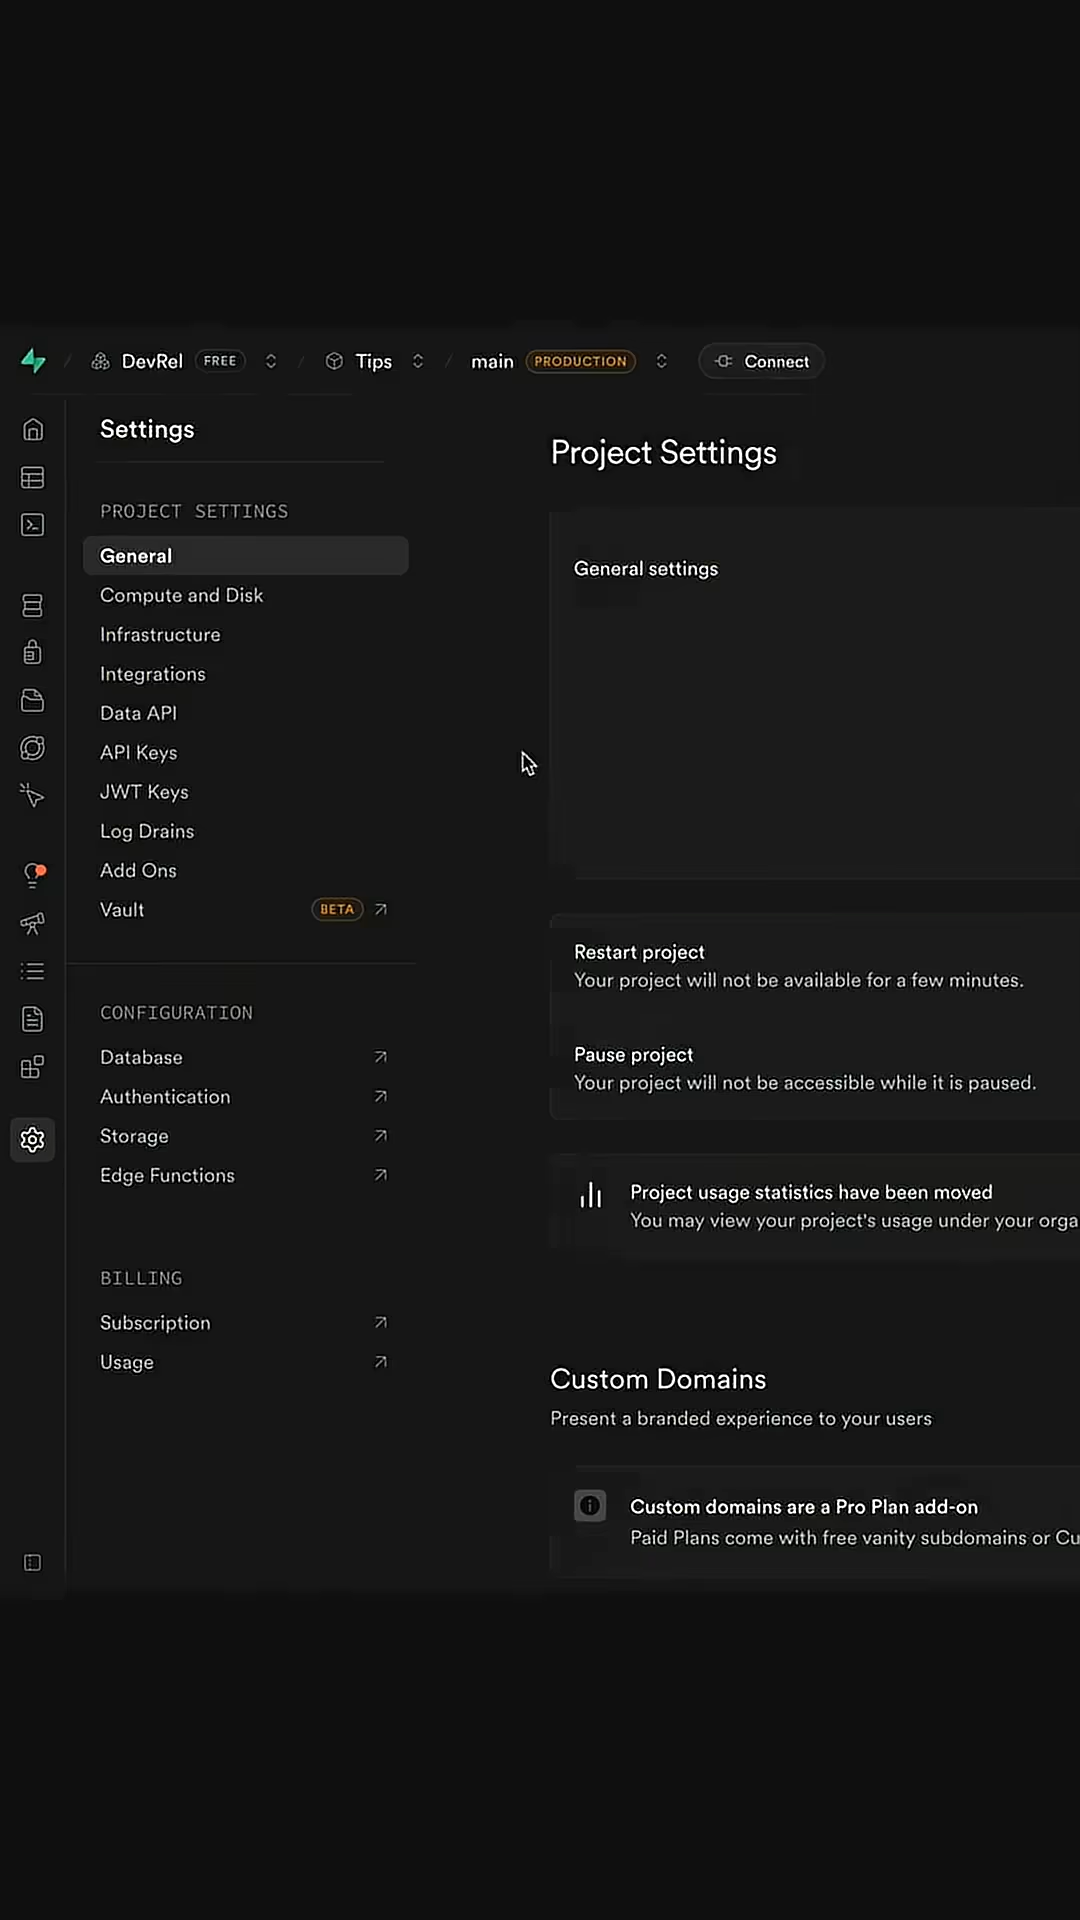 DevRel FREE Tips main PRODUCTION Connect
Settings
PROJECT SETTINGS
General
Compute and Disk
Infrastructure
Integrations
Data API
API Keys
JWT Keys
Log Drains
Add Ons
Vault BETA
CONFIGURATION
Database
Authentication
Storage
Edge Functions
BILLING
Subscription
Usage
Project Settings
General settings
Restart project
Your project will not be available for a few minutes.
Pause project
Your project will not be accessible while it is paused.
Project usage statistics have been moved
You may view your project's usage under your orga
Custom Domains
Present a branded experience to your users
Custom domains are a Pro Plan add-on
Paid Plans come with free vanity subdomains or Cu